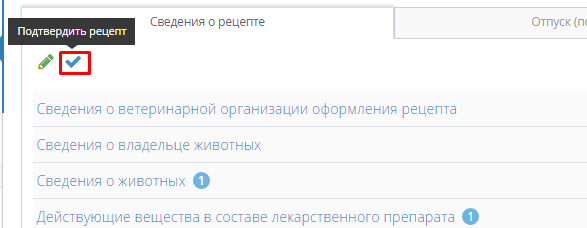 Сведения о рецепте
Отпуск (по
Подтвердить рецепт
Сведения о ветеринарной организации оформления рецепта
Сведения о владельце животных
Сведения о животных 1
Действующие вещества в составе лекарственного препарата 1